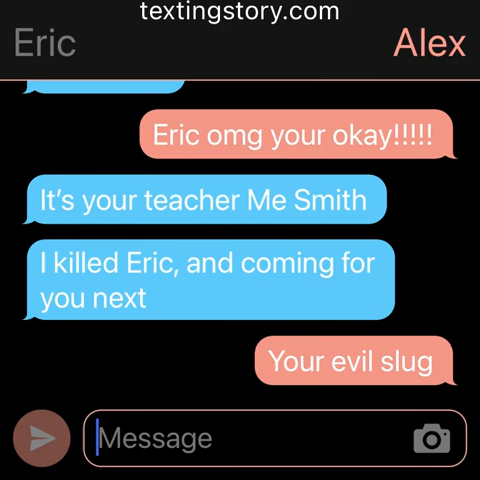 textingstory.com
Eric
Alex
Eric omg your okay!!!!!
It's your teacher Me Smith
I killed Eric, and coming for
you next
Your evil slug
Message